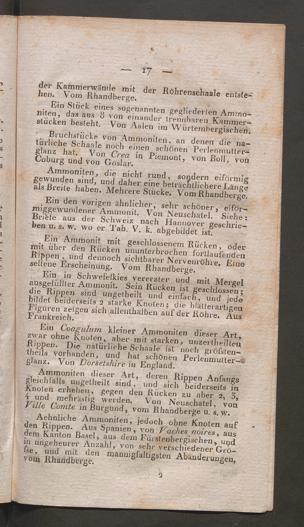 — 17 —
der Kammerwände mit der Röhrenschaale entste-
hen. Vom Rhandberge.
Ein Stück eines sogenannten gegliederten Ammo-
niten, das aus 8 von einander trennbaren Kammer-
stücken besteht. Von Aalen im Würtembergischen.
Bruchstücke von Ammoniten, an denen die na-
türliche Schaale noch einen schönen Perlenmutter-
glanz hat. Von Crea in Piemont, von Boll, von
Coburg und von Goslar.
Ammoniten, die nicht rund, sondern eiförmig
gewunden sind, und daher eine beträchtlichere Länge
als Breite haben. Mehrere Stücke. Vom Rhandberge.
Ein den vorigen ähnlicher, sehr schöner, eiför-
miggewundener Ammonit. Von Neuschatel. Siehe:
Briefe aus der Schweiz nach Hannover geschrie-
ben u. s. w. wo er Tab. V. k. abgebildet ist.
Ein Ammonit mit geschlossenem Rücken, oder
mit über den Rücken ununterbrochen fortlaufenden
Rippen, und dennoch sichtbarer Nervenröhre. Eine
seltene Erscheinung. Vom Rhandberge.
Ein in Schwefelkies vererzter und mit Mergel
ausgefüllter Ammonit. Sein Rücken ist geschlossen;
die Rippen sind ungetheilt und einfach, und jede
bildet beiderseits 2 starke Knoten; die blätterartigen
Figuren zeigen sich allenthalben auf der Röhre. Aus
Frankreich.
Ein Coagulum kleiner Ammoniten dieser Art,
zwar ohne Knoten, aber mit starken, unzertheilten
Rippen. Die natürliche Schaale ist noch größten-
theils vorhanden, und hat schönen Perlenmutter-
glanz. Von Dorsetshire in England.
Ammoniten dieser Art, deren Rippen Anfangs
gleichfalls ungetheilt sind, und sich beiderseits in
Knoten erheben, gegen den Rücken zu aber 2, 3,
4 und mehrästig werden. Von Neuschatel, von
Ville Comte in Burgund, vom Rhandberge u. s. w.
Aehnliche Ammoniten, jedoch ohne Knoten auf
den Rippen. Aus Spanien, von Vaches noires, aus
dem Kanton Basel, aus dem Fürstenbergischen, und
in ungeheurer Anzahl, von sehr verschiedener Grö-
ße, und mit den mannigfaltigsten Abänderungen,
vom Rhandberge.